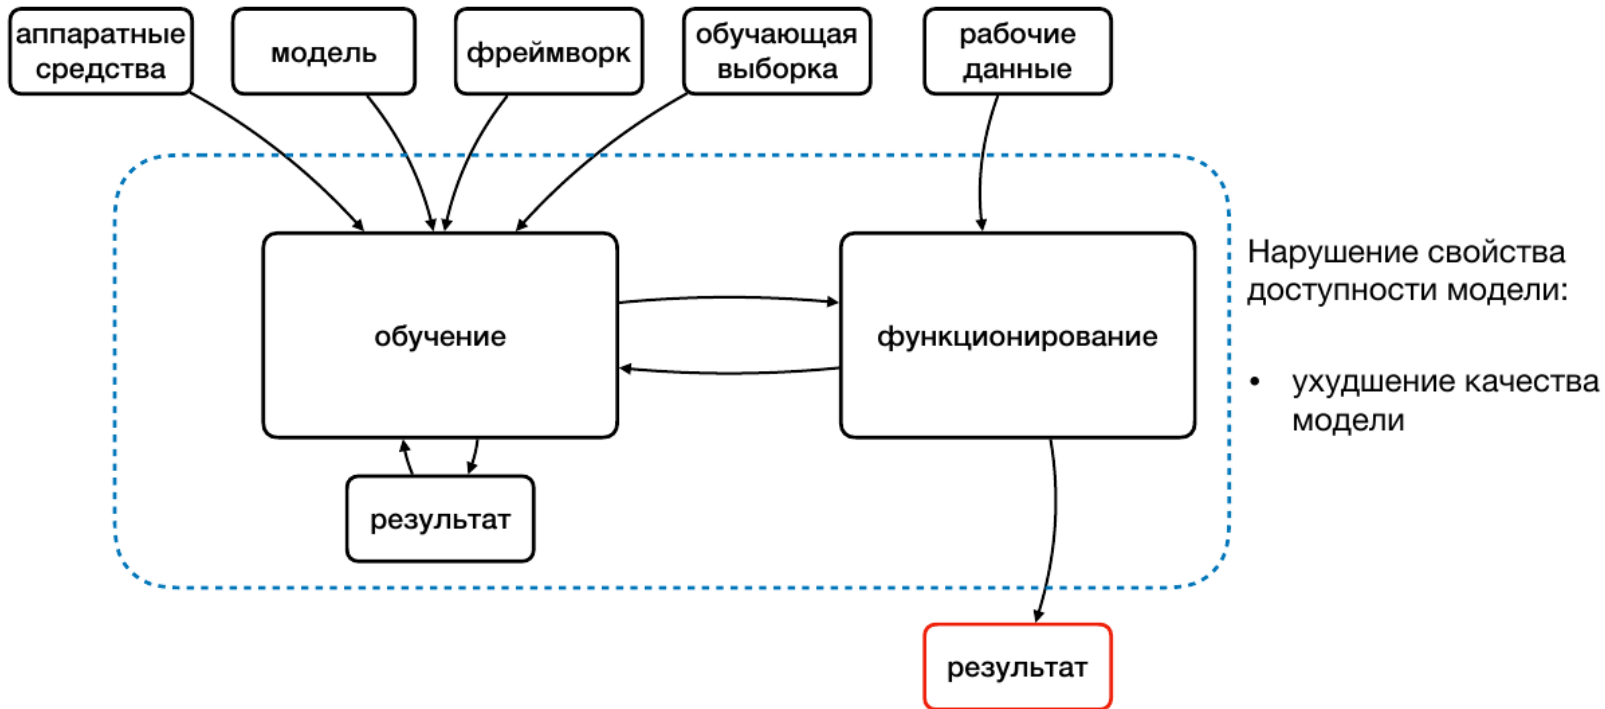 аппаратные
средства
модель
фреймворк
обучающая
выборка
рабочие
данные
обучение
функционирование
результат
результат
Нарушение свойства
доступности модели:
• ухудшение качества
модели